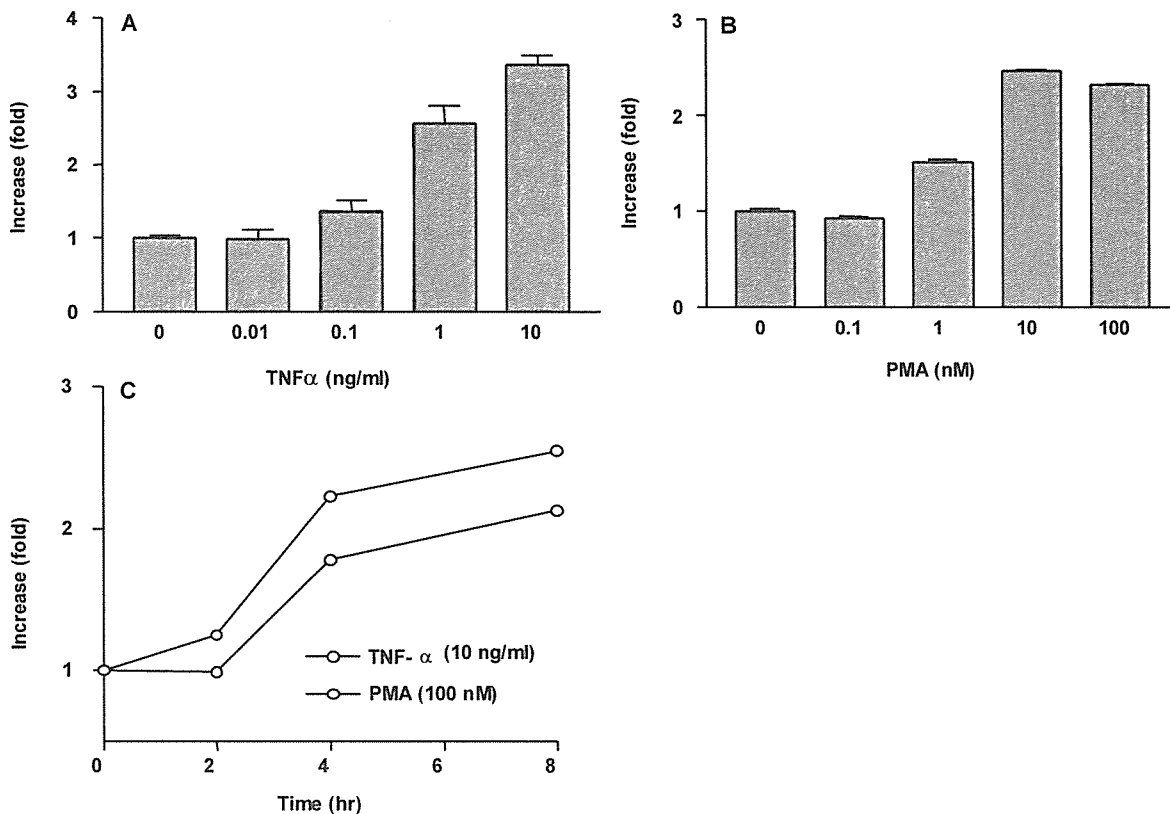 A
Increase (fold)
4
3
2
1
0
0 0.01 0.1 1 10
TNFα (ng/ml)
B
Increase (fold)
3
2
1
0
0 0.1 1 10 100
PMA (nM)
C
Increase (fold)
3
2
1
TNF- α (10 ng/ml)
PMA (100 nM)
0 2 4 6 8
Time (hr)